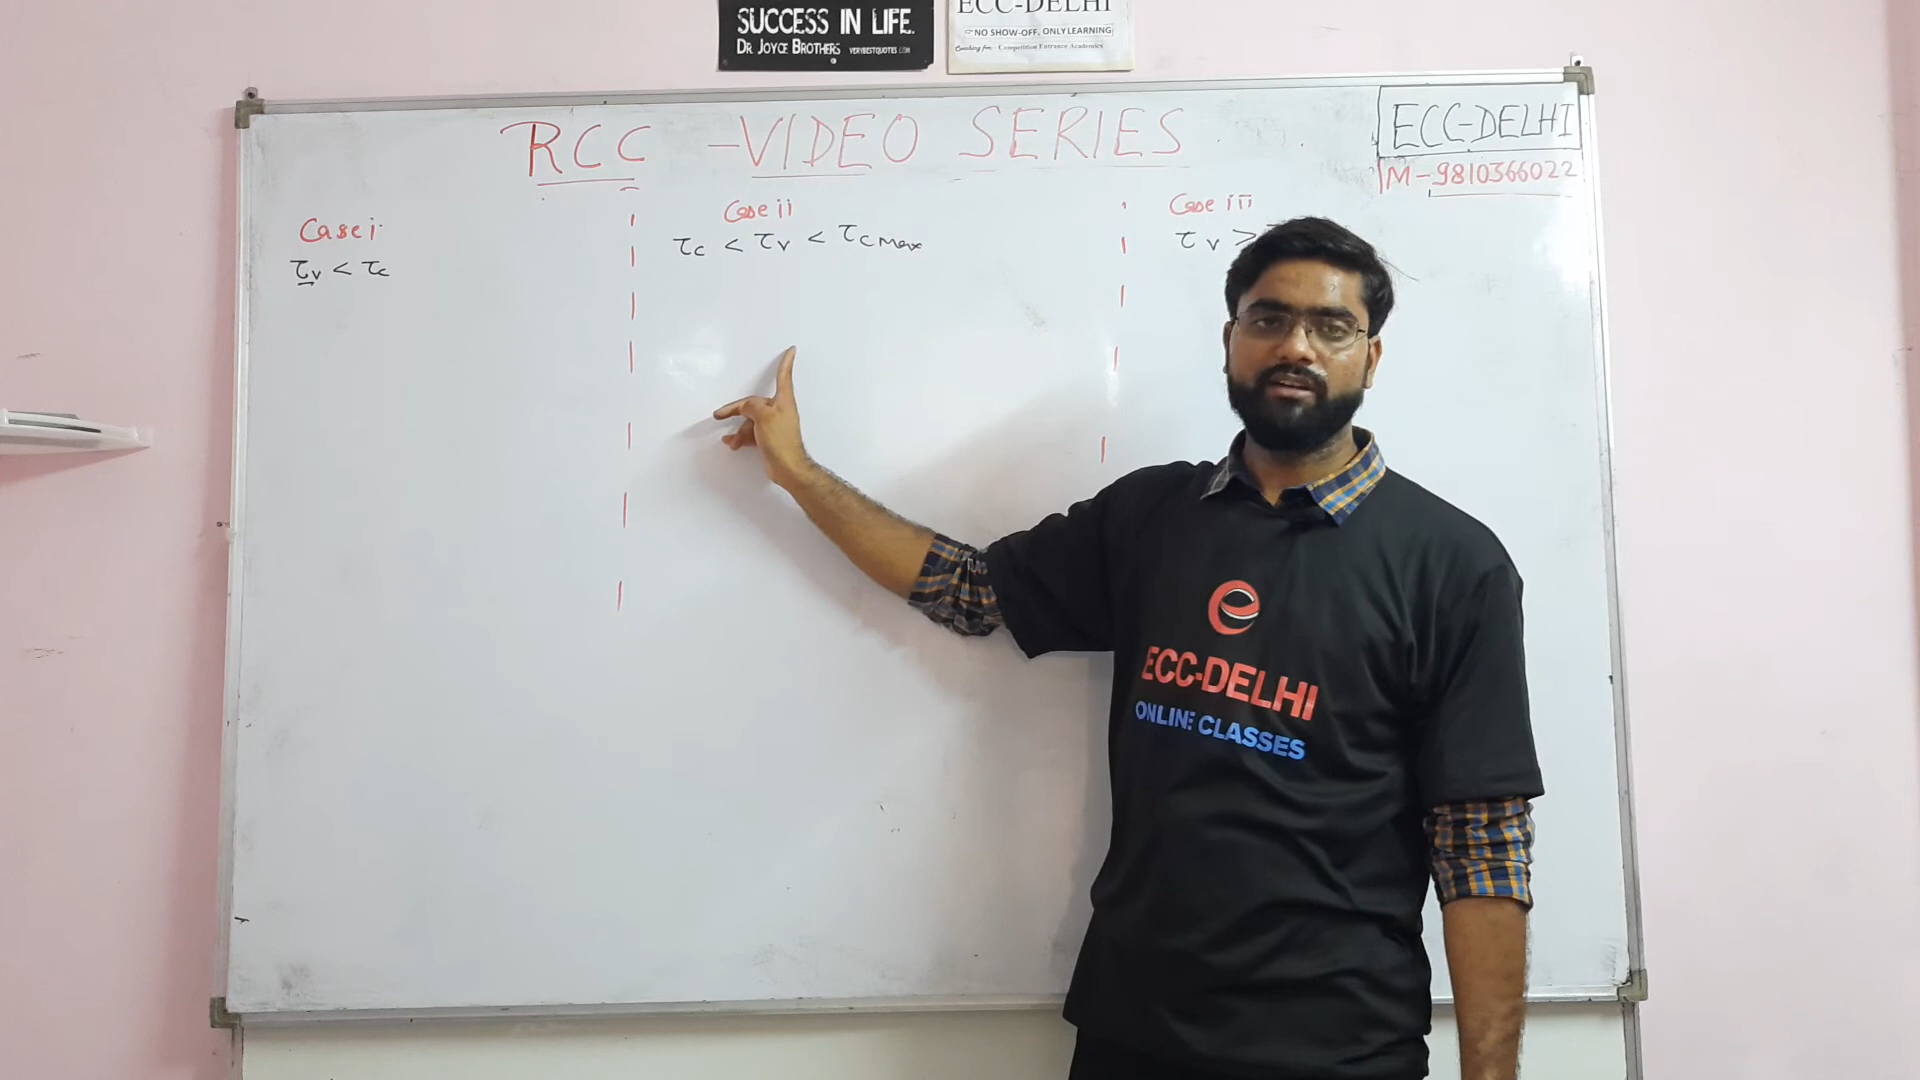 SUCCESS IN LIFE.
DR. JOYCE BROTHERS VERYBESTQUOTES.COM
ECC-DELHI
NO SHOW-OFF, ONLY LEARNING
Coaching for:- Competition Entrance Academics
RCC - VIDEO SERIES
ECC-DELHI
M-9810366022
Case i
τv < τc
Case ii
τc < τv < τc Max
Case iii
τv >
ECC-DELHI
ONLINE CLASSES